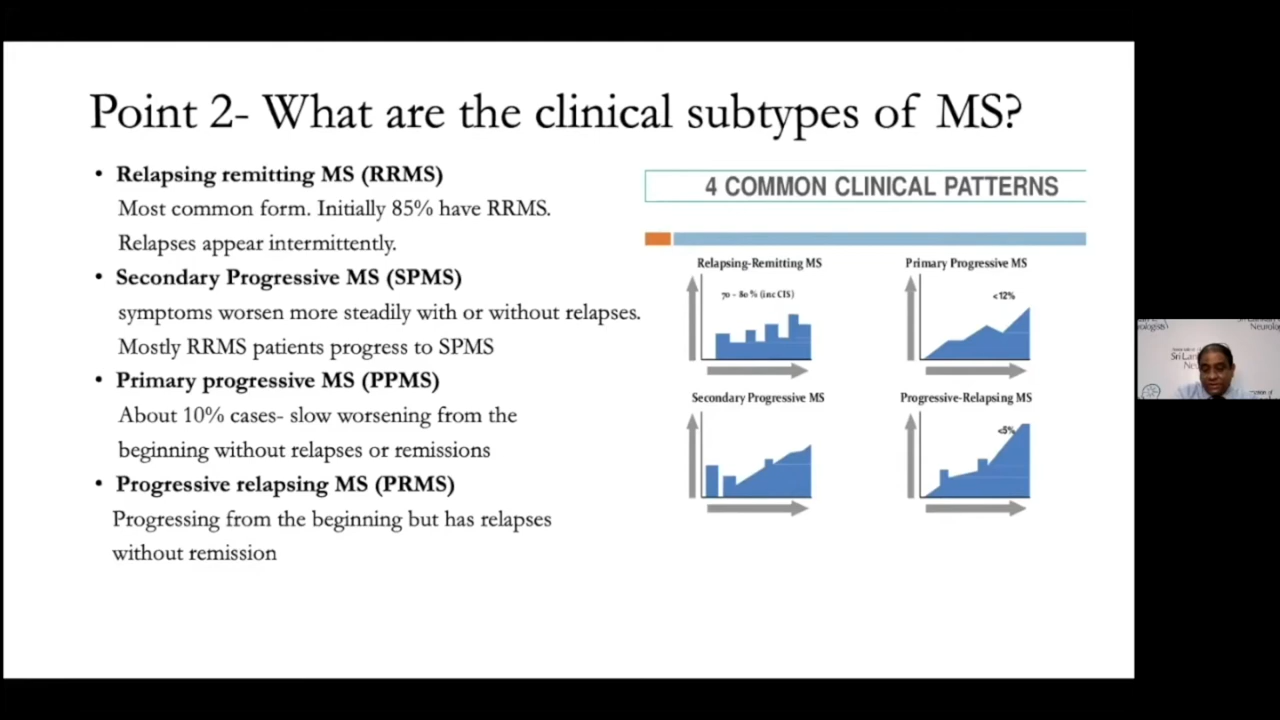 Point 2- What are the clinical subtypes of MS?
• Relapsing remitting MS (RRMS)
Most common form. Initially 85% have RRMS.
Relapses appear intermittently.
• Secondary Progressive MS (SPMS)
symptoms worsen more steadily with or without relapses.
Mostly RRMS patients progress to SPMS
• Primary progressive MS (PPMS)
About 10% cases- slow worsening from the
beginning without relapses or remissions
• Progressive relapsing MS (PRMS)
Progressing from the beginning but has relapses
without remission
4 COMMON CLINICAL PATTERNS
Relapsing-Remitting MS
70 - 80 % (inc CIS)
Primary Progressive MS
<12%
Secondary Progressive MS
Progressive-Relapsing MS
<5%
Sri Lan